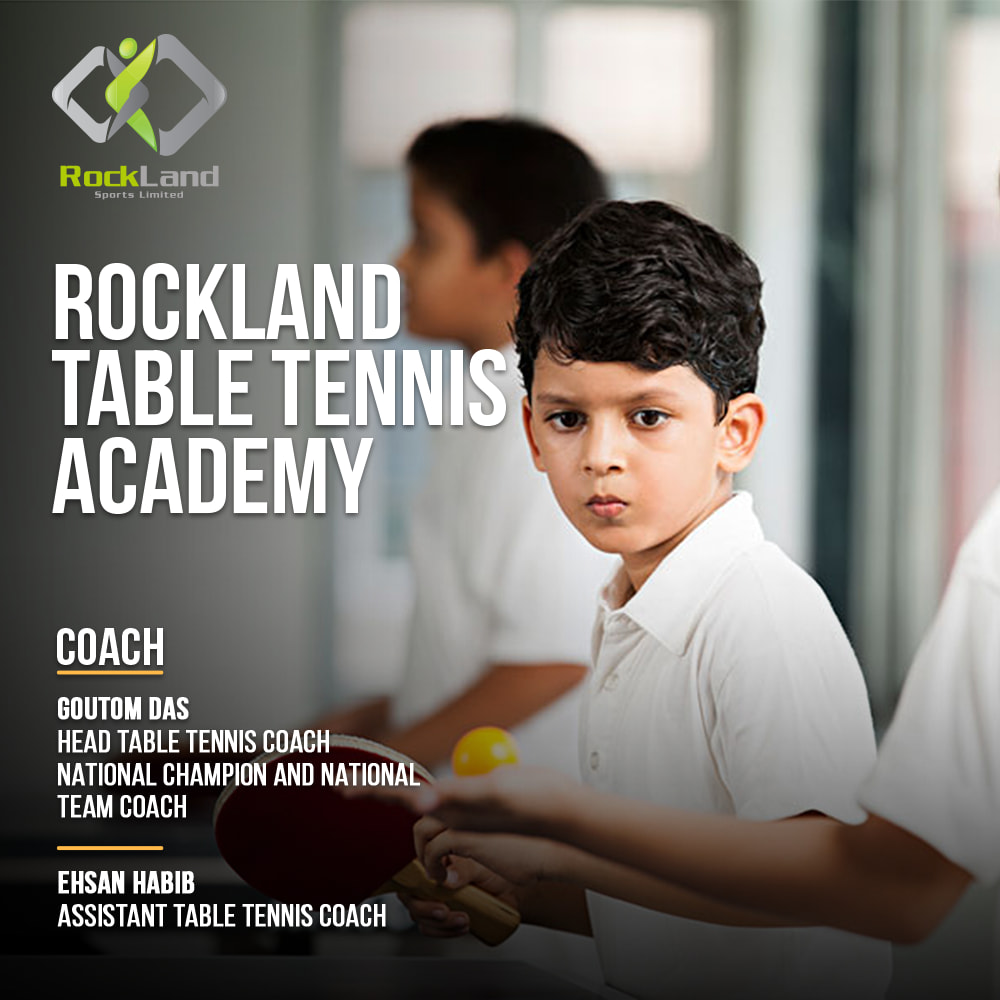 RockLand
Sports Limited
ROCKLAND
TABLE TENNIS
ACADEMY
COACH
GOUTOM DAS
HEAD TABLE TENNIS COACH
NATIONAL CHAMPION AND NATIONAL
TEAM COACH
EHSAN HABIB
ASSISTANT TABLE TENNIS COACH